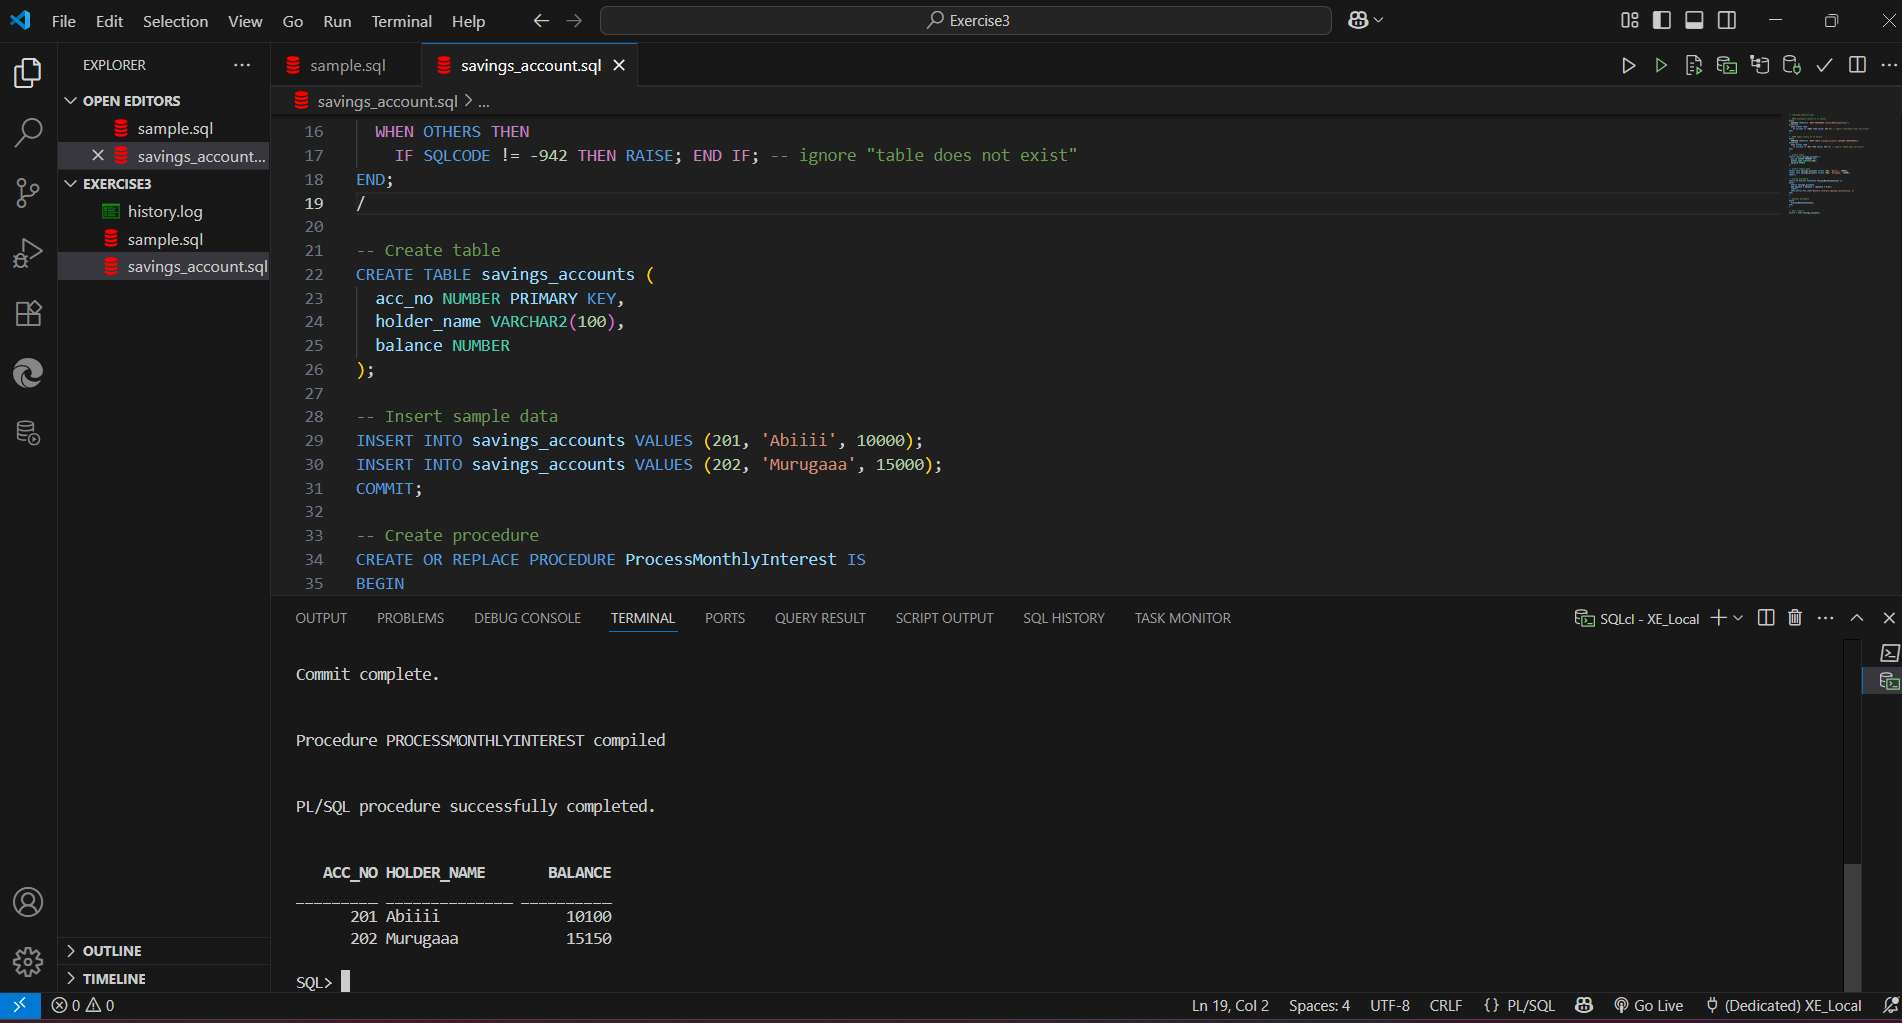 File Edit Selection View Go Run Terminal Help
Exercise3
EXPLORER
OPEN EDITORS
sample.sql
savings_account...
EXERCISE3
history.log
sample.sql
savings_account.sql
OUTLINE
TIMELINE
sample.sql savings_account.sql
savings_account.sql > ...
16 WHEN OTHERS THEN
17 IF SQLCODE != -942 THEN RAISE; END IF; -- ignore "table does not exist"
18 END;
19 /
20
21 -- Create table
22 CREATE TABLE savings_accounts (
23 acc_no NUMBER PRIMARY KEY,
24 holder_name VARCHAR2(100),
25 balance NUMBER
26 );
27
28 -- Insert sample data
29 INSERT INTO savings_accounts VALUES (201, 'Abiiii', 10000);
30 INSERT INTO savings_accounts VALUES (202, 'Murugaaa', 15000);
31 COMMIT;
32
33 -- Create procedure
34 CREATE OR REPLACE PROCEDURE ProcessMonthlyInterest IS
35 BEGIN
OUTPUT PROBLEMS DEBUG CONSOLE TERMINAL PORTS QUERY RESULT SCRIPT OUTPUT SQL HISTORY TASK MONITOR
SQLcl - XE_Local
Commit complete.
Procedure PROCESSMONTHLYINTEREST compiled
PL/SQL procedure successfully completed.
ACC_NO HOLDER_NAME BALANCE
_________ ______________ __________
201 Abiiii 10100
202 Murugaaa 15150
SQL>
0 0
Ln 19, Col 2 Spaces: 4 UTF-8 CRLF {} PL/SQL Go Live (Dedicated) XE_Local